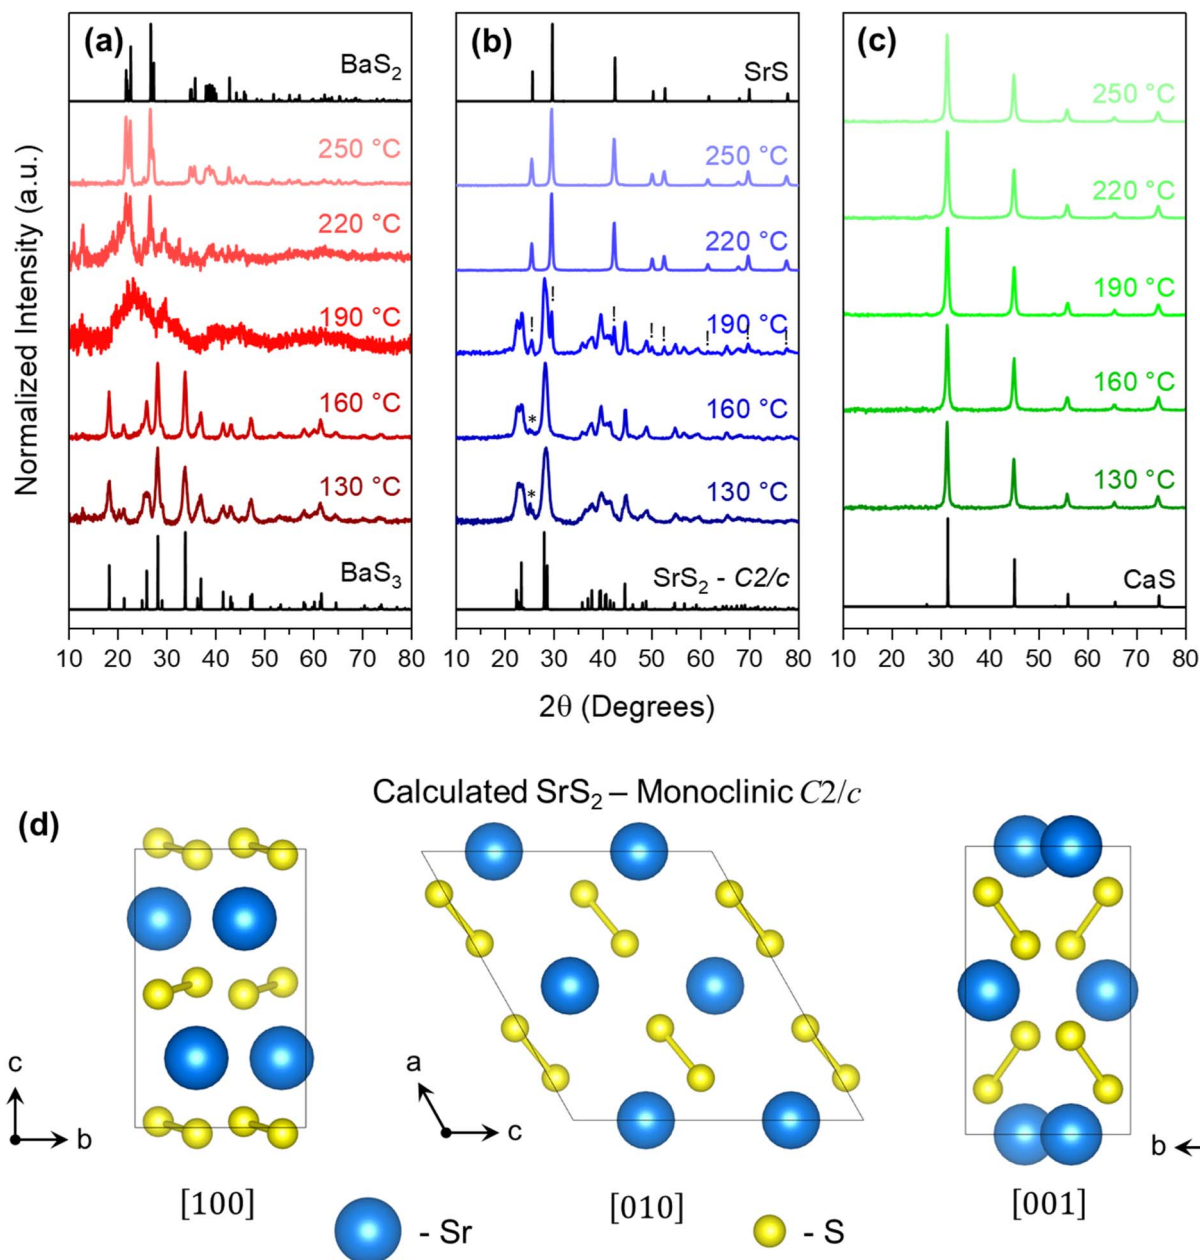 (a)
BaS₂
250 °C
220 °C
190 °C
160 °C
130 °C
BaS₃
10 20 30 40 50 60 70 80
(b)
SrS
250 °C
220 °C
! ! ! ! ! ! ! !
190 °C
*
160 °C
*
130 °C
SrS₂ - C2/c
10 20 30 40 50 60 70 80
(c)
250 °C
220 °C
190 °C
160 °C
130 °C
CaS
10 20 30 40 50 60 70 80
Normalized Intensity (a.u.)
2θ (Degrees)
Calculated SrS₂ – Monoclinic C2/c
(d)
c
b
a
c
b
[100]
[010]
[001]
- Sr
- S